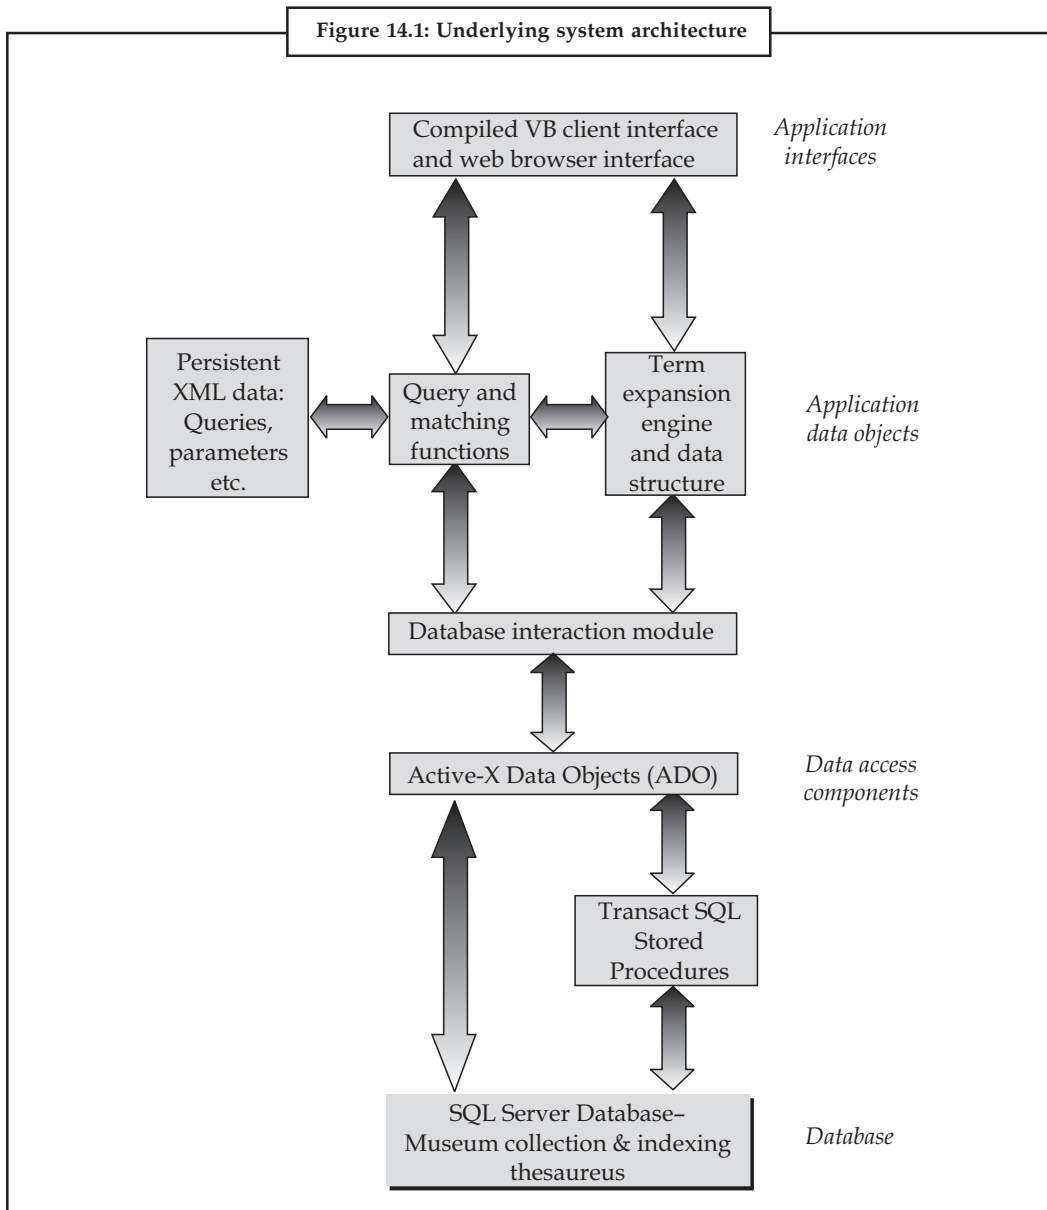 Figure 14.1: Underlying system architecture
Compiled VB client interface
and web browser interface
Application
interfaces
Persistent
XML data:
Queries,
parameters
etc.
Query and
matching
functions
Term
expansion
engine
and data
structure
Application
data objects
Database interaction module
Active-X Data Objects (ADO)
Data access
components
Transact SQL
Stored
Procedures
SQL Server Database–
Museum collection & indexing
thesaureus
Database